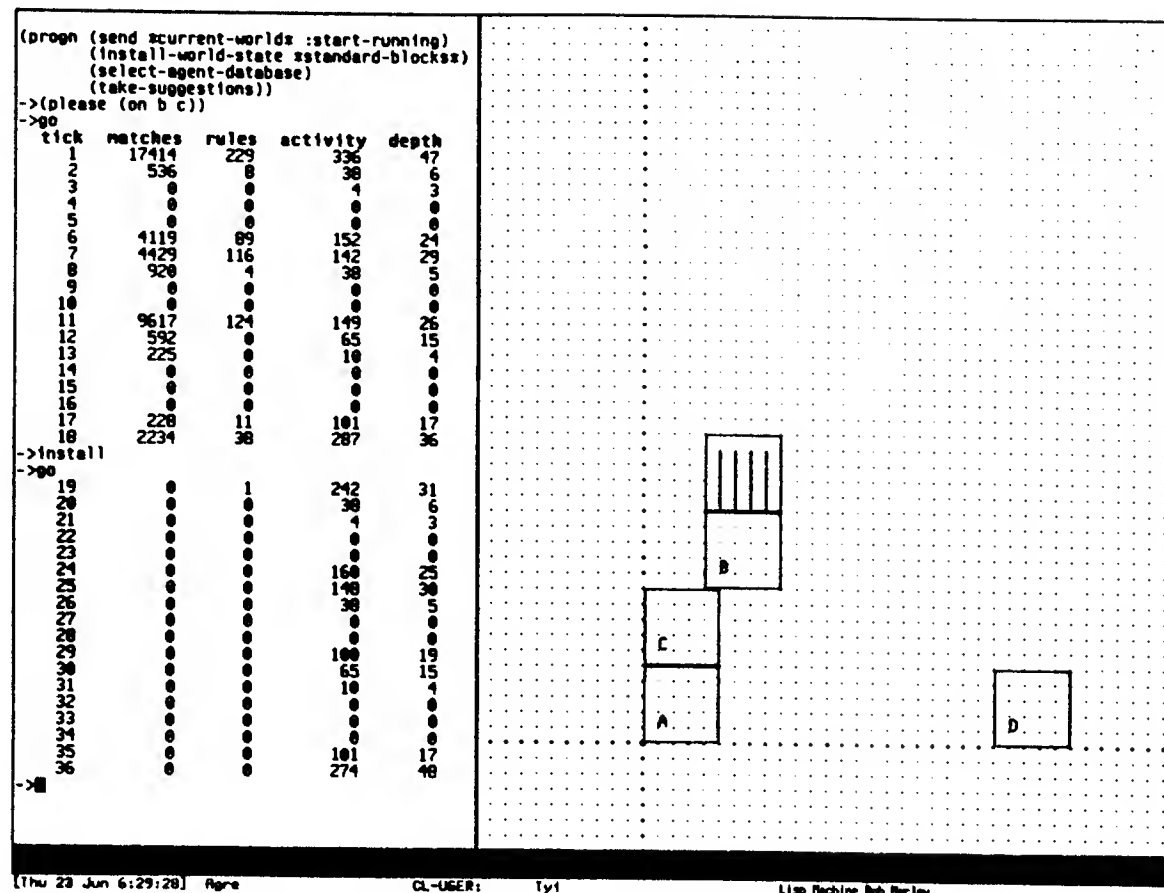 (progn (send *current-world* :start-running)
(install-world-state *standard-blocks*)
(select-agent-database)
(take-suggestions))
->(please (on b c))
->go
tick matches rules activity depth
1 17414 229 336 47
2 536 8 38 6
3 0 0 4 3
4 0 0 0 0
5 0 0 0 0
6 4119 89 152 24
7 4429 116 142 29
8 920 4 38 5
9 0 0 0 0
10 0 0 0 0
11 9617 124 149 26
12 592 0 65 15
13 225 0 10 4
14 0 0 0 0
15 0 0 0 0
16 0 0 0 0
17 228 11 101 17
18 2234 38 287 36
->install
->go
19 0 1 242 31
20 0 0 38 6
21 0 0 4 3
22 0 0 0 0
23 0 0 0 0
24 0 0 160 25
25 0 0 148 30
26 0 0 38 5
27 0 0 0 0
28 0 0 0 0
29 0 0 100 19
30 0 0 65 15
31 0 0 10 4
32 0 0 0 0
33 0 0 0 0
34 0 0 0 0
35 0 0 101 17
36 0 0 274 40
->
B
C
A
D
[Thu 23 Jun 6:29:28] Agre CL-USER: Tyi Lisp Machine Bob Marley